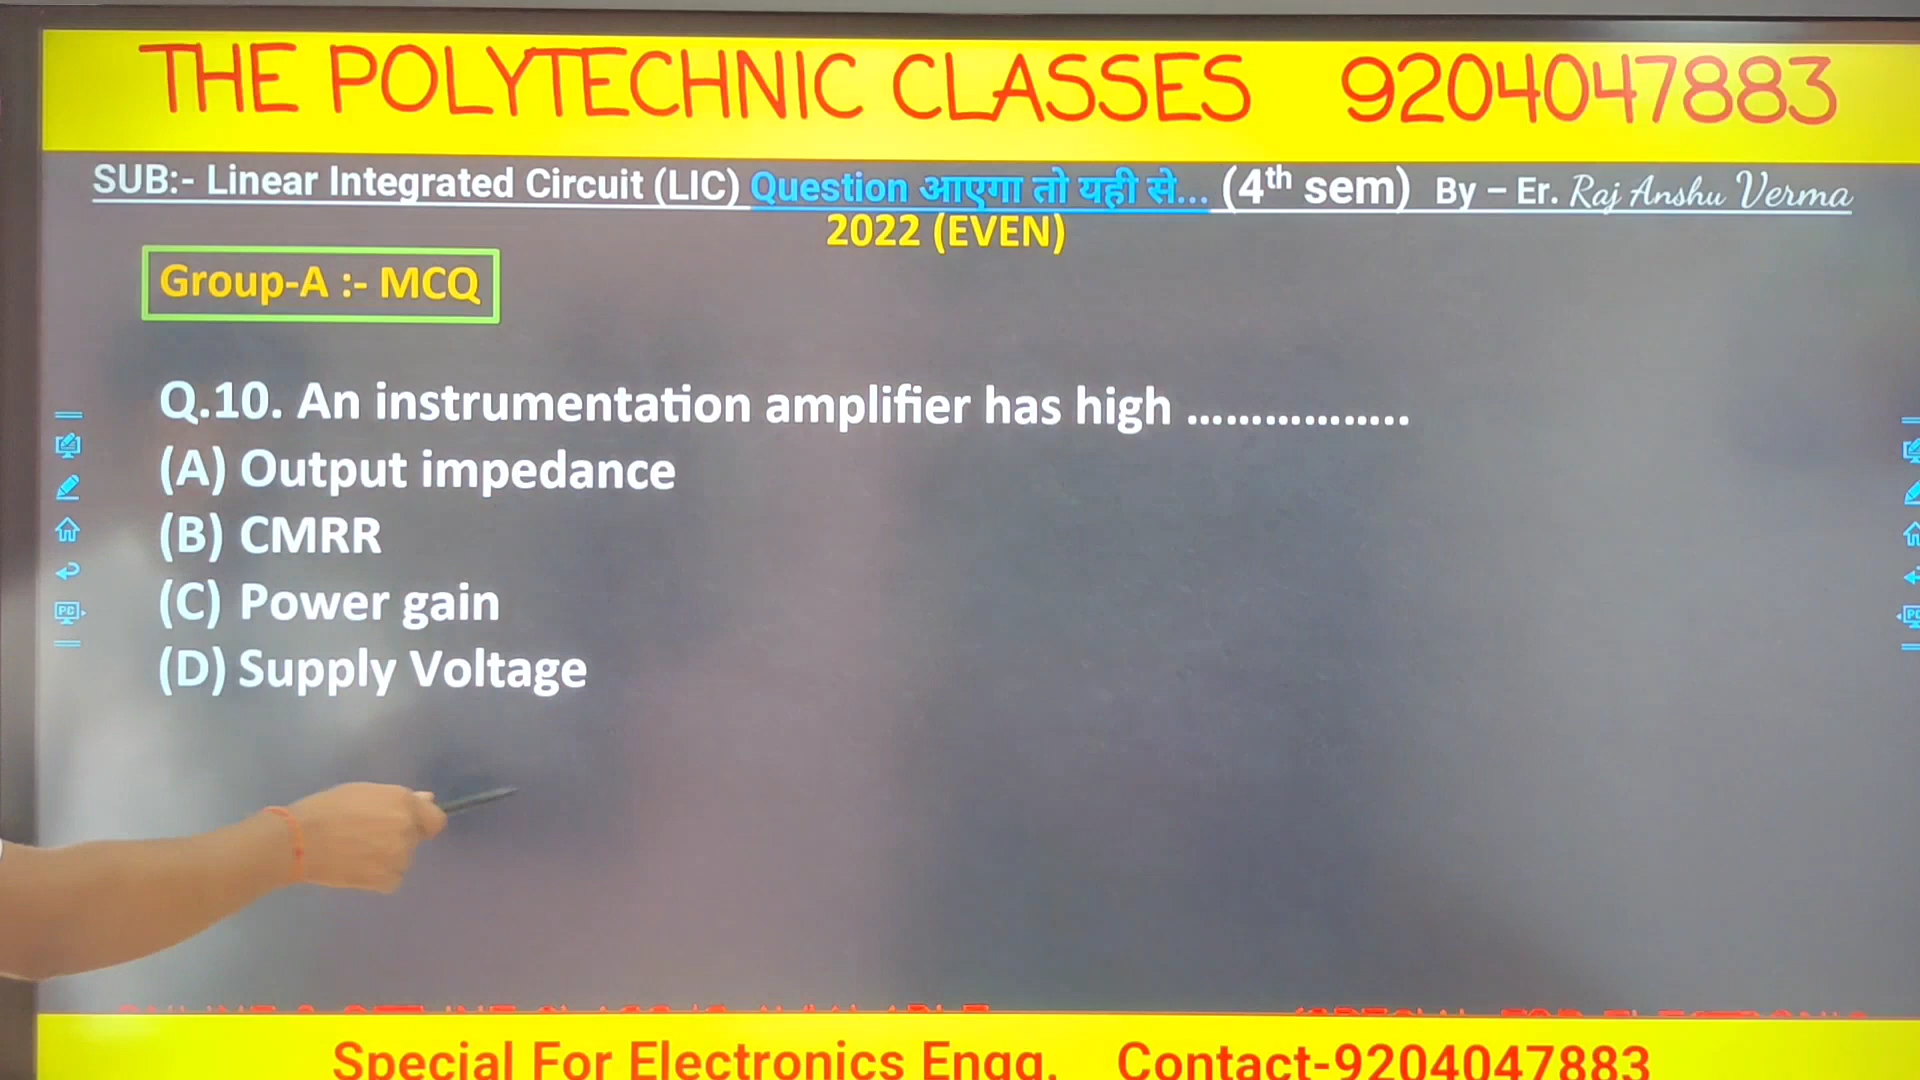 THE POLYTECHNIC CLASSES 9204047883
SUB:- Linear Integrated Circuit (LIC) Question आएगा तो यही से... (4th sem) By – Er. Raj Anshu Verma
2022 (EVEN)
Group-A :- MCQ
Q.10. An instrumentation amplifier has high .................
(A) Output impedance
(B) CMRR
(C) Power gain
(D) Supply Voltage
PC
PC
Special For Electronics Engg. Contact-9204047883